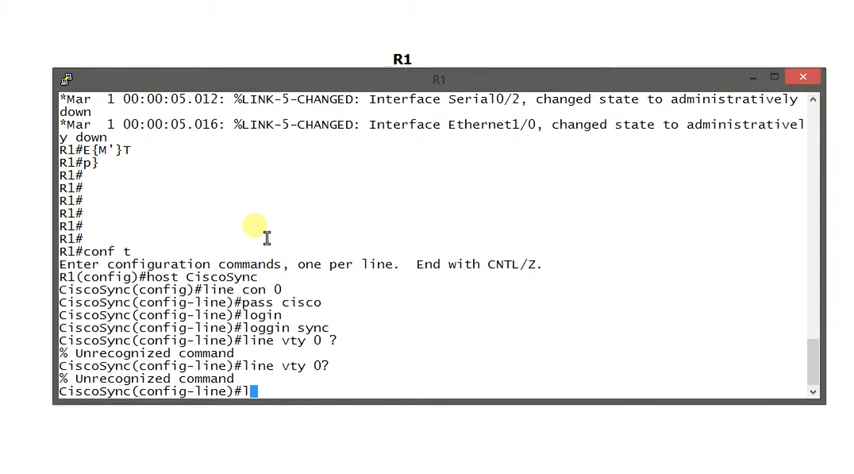 R1
R1
*Mar  1 00:00:05.012: %LINK-5-CHANGED: Interface Serial0/2, changed state to administratively
down
*Mar  1 00:00:05.016: %LINK-5-CHANGED: Interface Ethernet1/0, changed state to administrativel
y down
R1#E{M'}T
R1#p}
R1#
R1#
R1#
R1#
R1#
R1#
R1#conf t
Enter configuration commands, one per line.  End with CNTL/Z.
R1(config)#host CiscoSync
CiscoSync(config)#line con 0
CiscoSync(config-line)#pass cisco
CiscoSync(config-line)#login
CiscoSync(config-line)#loggin sync
CiscoSync(config-line)#line vty 0 ?
% Unrecognized command
CiscoSync(config-line)#line vty 0?
% Unrecognized command
CiscoSync(config-line)#l